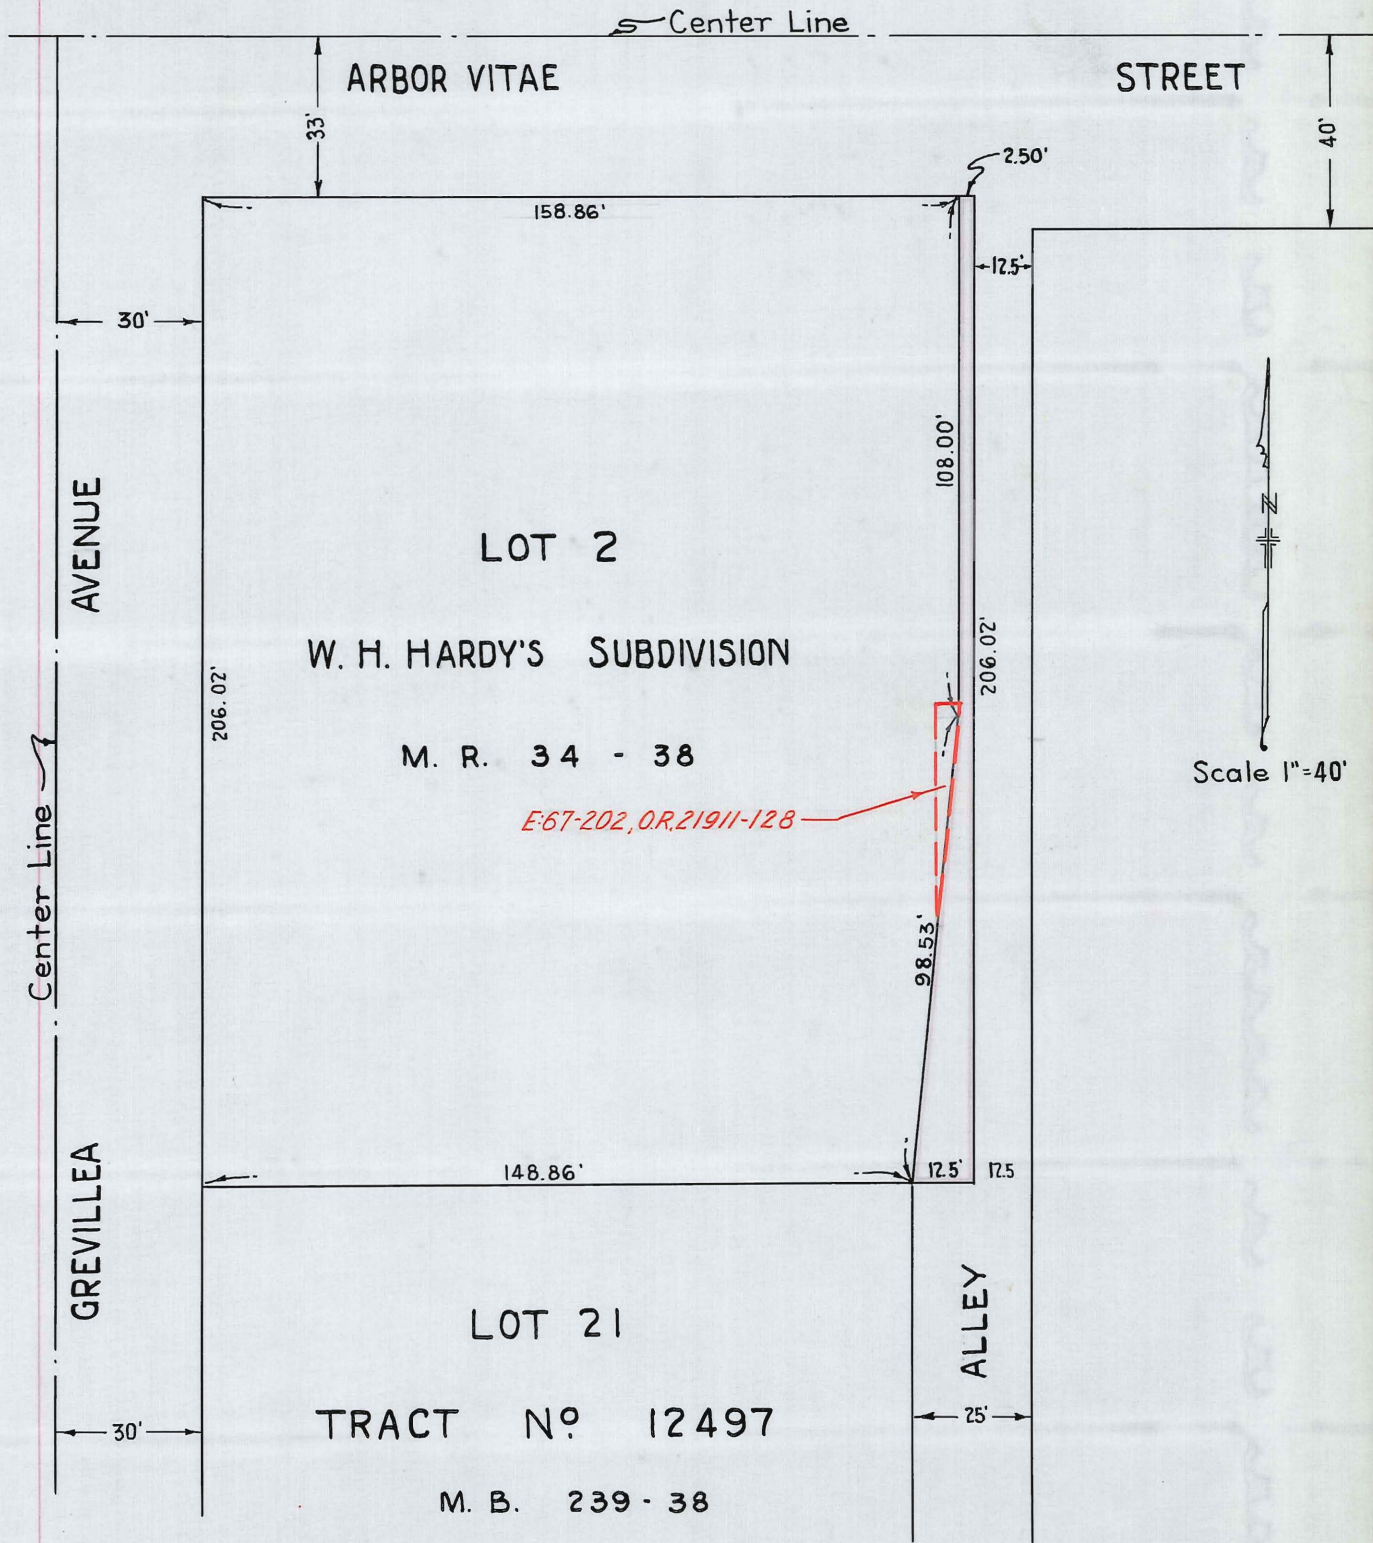 Center Line
ARBOR VITAE STREET
33'
40'
2.50'
158.86'
12.5'
30'
108.00'
AVENUE
LOT 2
W. H. HARDY'S SUBDIVISION
206.02'
206.02'
M. R. 34 - 38
N
Scale 1"=40'
E:67-202, O.R. 21911-128
Center Line
98.53'
148.86'
12.5'
12.5
GREVILLEA
LOT 21
ALLEY
TRACT Nº 12497
30'
25'
M. B. 239 - 38